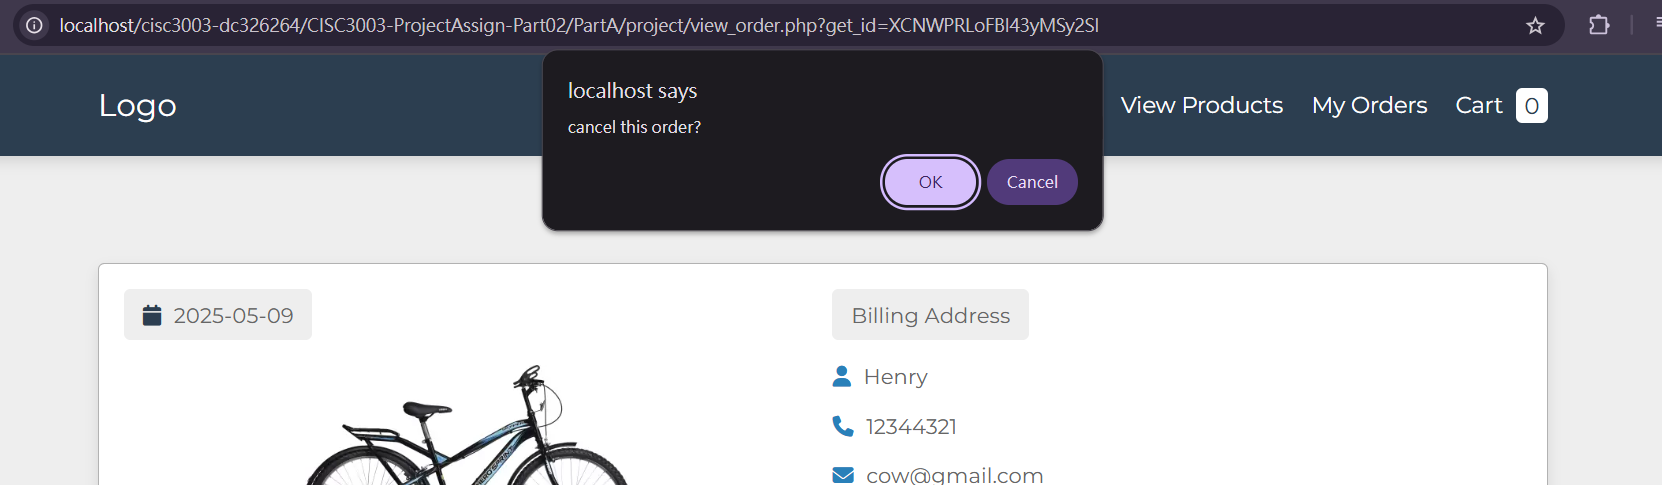 localhost/cisc3003-dc326264/CISC3003-ProjectAssign-Part02/PartA/project/view_order.php?get_id=XCNWPRLoFBl43yMSy2Sl
localhost says
cancel this order?
OK
Cancel
Logo
View Products
My Orders
Cart 0
2025-05-09
Billing Address
Henry
12344321
cow@gmail.com